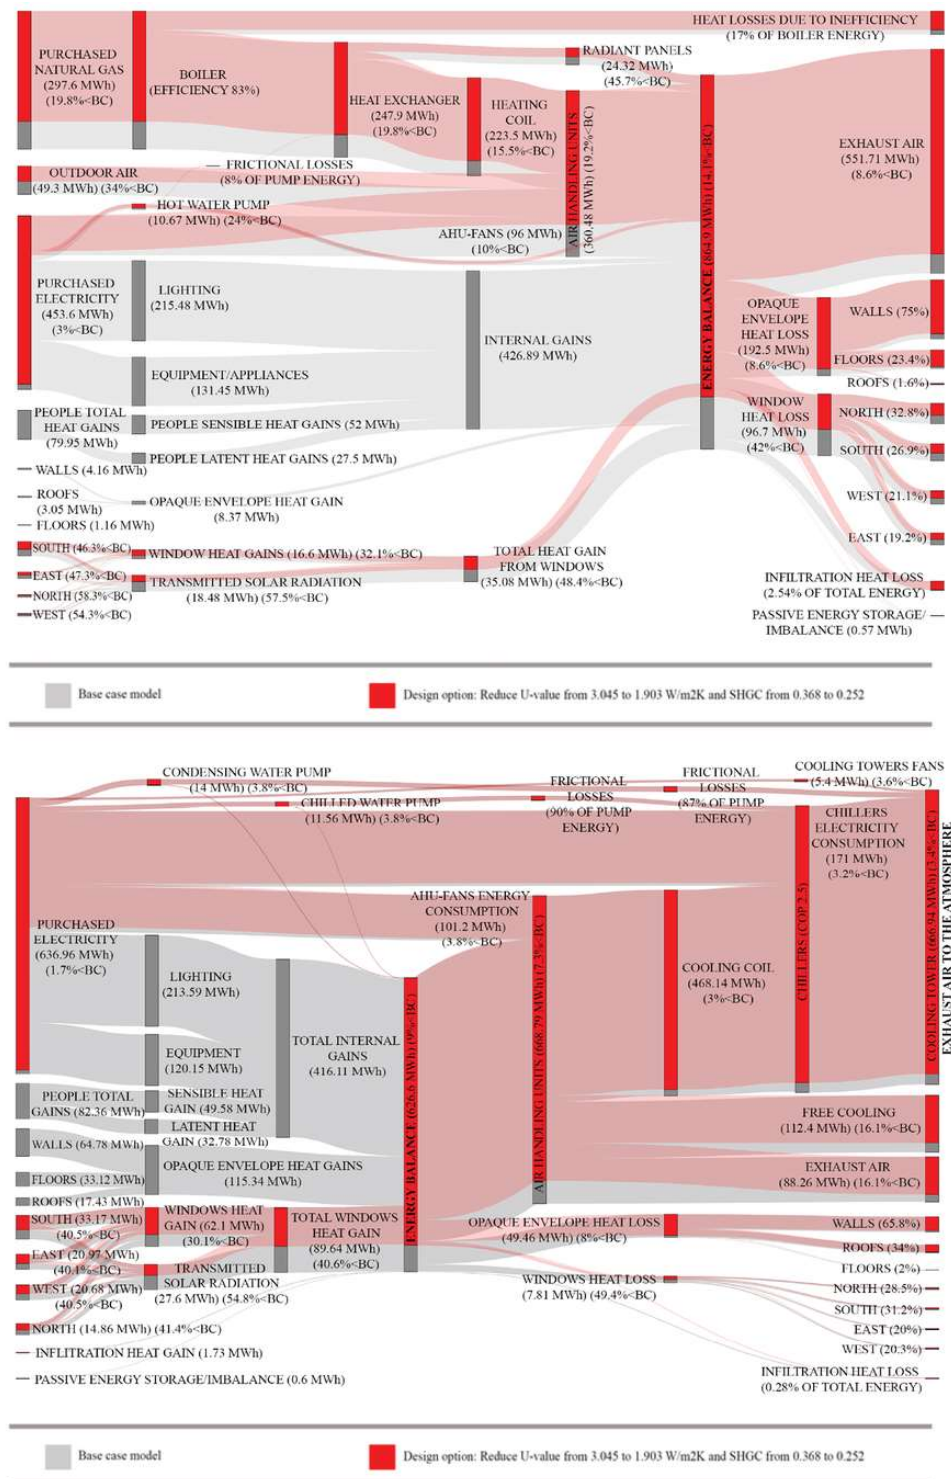 HEAT LOSSES DUE TO INEFFICIENCY
(17% OF BOILER ENERGY)
PURCHASED
NATURAL GAS
(297.6 MWh)
(19.8%<BC)
BOILER
(EFFICIENCY 83%)
HEAT EXCHANGER
(247.9 MWh)
(19.8%<BC)
HEATING
COIL
(223.5 MWh)
(15.5%<BC)
RADIANT PANELS
(24.32 MWh)
(45.7%<BC)
AIR HANDLING UNITS
(360.48 MWh) (19.2%<BC)
ENERGY BALANCE (864.9 MWh) (14.1%<BC)
EXHAUST AIR
(551.71 MWh)
(8.6%<BC)
OUTDOOR AIR
(49.3 MWh) (34%<BC)
FRICTIONAL LOSSES
(8% OF PUMP ENERGY)
HOT WATER PUMP
(10.67 MWh) (24%<BC)
AHU-FANS (96 MWh)
(10%<BC)
PURCHASED
ELECTRICITY
(453.6 MWh)
(3%<BC)
LIGHTING
(215.48 MWh)
EQUIPMENT/APPLIANCES
(131.45 MWh)
INTERNAL GAINS
(426.89 MWh)
OPAQUE
ENVELOPE
HEAT LOSS
(192.5 MWh)
(8.6%<BC)
WALLS (75%)
FLOORS (23.4%)
ROOFS (1.6%)
PEOPLE TOTAL
HEAT GAINS
(79.95 MWh)
PEOPLE SENSIBLE HEAT GAINS (52 MWh)
PEOPLE LATENT HEAT GAINS (27.5 MWh)
WINDOW
HEAT LOSS
(96.7 MWh)
(42%<BC)
NORTH (32.8%)
SOUTH (26.9%)
WEST (21.1%)
EAST (19.2%)
WALLS (4.16 MWh)
ROOFS
(3.05 MWh)
FLOORS (1.16 MWh)
OPAQUE ENVELOPE HEAT GAIN
(8.37 MWh)
SOUTH (46.3%<BC)
EAST (47.3%<BC)
NORTH (58.3%<BC)
WEST (54.3%<BC)
WINDOW HEAT GAINS (16.6 MWh) (32.1%<BC)
TRANSMITTED SOLAR RADIATION
(18.48 MWh) (57.5%<BC)
TOTAL HEAT GAIN
FROM WINDOWS
(35.08 MWh) (48.4%<BC)
INFILTRATION HEAT LOSS
(2.54% OF TOTAL ENERGY)
PASSIVE ENERGY STORAGE/
IMBALANCE (0.57 MWh)
Base case model
Design option: Reduce U-value from 3.045 to 1.903 W/m2K and SHGC from 0.368 to 0.252
CONDENSING WATER PUMP
(14 MWh) (3.8%<BC)
CHILLED WATER PUMP
(11.56 MWh) (3.8%<BC)
FRICTIONAL
LOSSES
(90% OF PUMP
ENERGY)
FRICTIONAL
LOSSES
(87% OF PUMP
ENERGY)
COOLING TOWERS FANS
(5.4 MWh) (3.6%<BC)
CHILLERS
ELECTRICITY
CONSUMPTION
(171 MWh)
(3.2%<BC)
AHU-FANS ENERGY
CONSUMPTION
(101.2 MWh)
(3.8%<BC)
PURCHASED
ELECTRICITY
(636.96 MWh)
(1.7%<BC)
LIGHTING
(213.59 MWh)
EQUIPMENT
(120.15 MWh)
TOTAL INTERNAL
GAINS
(416.11 MWh)
ENERGY BALANCE (626.6 MWh) (9%<BC)
AIR HANDLING UNITS (668.79 MWh) (7.3%<BC)
COOLING COIL
(468.14 MWh)
(3%<BC)
CHILLERS (COP 2.5)
COOLING TOWER (666.94 MWh) (3.4%<BC)
EXHAUST AIR TO THE ATMOSPHERE
PEOPLE TOTAL
GAINS (82.36 MWh)
SENSIBLE HEAT
GAIN (49.58 MWh)
LATENT HEAT
GAIN (32.78 MWh)
WALLS (64.78 MWh)
FLOORS (33.12 MWh)
ROOFS (17.43 MWh)
OPAQUE ENVELOPE HEAT GAINS
(115.34 MWh)
FREE COOLING
(112.4 MWh) (16.1%<BC)
EXHAUST AIR
(88.26 MWh) (16.1%<BC)
SOUTH (33.17 MWh)
(40.5%<BC)
EAST (20.97 MWh)
(40.1%<BC)
WEST (20.68 MWh)
(40.5%<BC)
NORTH (14.86 MWh) (41.4%<BC)
WINDOWS HEAT
GAIN (62.1 MWh)
(30.1%<BC)
TRANSMITTED
SOLAR RADIATION
(27.6 MWh) (54.8%<BC)
TOTAL WINDOWS
HEAT GAIN
(89.64 MWh)
(40.6%<BC)
OPAQUE ENVELOPE HEAT LOSS
(49.46 MWh) (8%<BC)
WINDOWS HEAT LOSS
(7.81 MWh) (49.4%<BC)
WALLS (65.8%)
ROOFS (34%)
FLOORS (2%)
NORTH (28.5%)
SOUTH (31.2%)
EAST (20%)
WEST (20.3%)
INFLITRATION HEAT GAIN (1.73 MWh)
PASSIVE ENERGY STORAGE/IMBALANCE (0.6 MWh)
INFILTRATION HEAT LOSS
(0.28% OF TOTAL ENERGY)
Base case model
Design option: Reduce U-value from 3.045 to 1.903 W/m2K and SHGC from 0.368 to 0.252